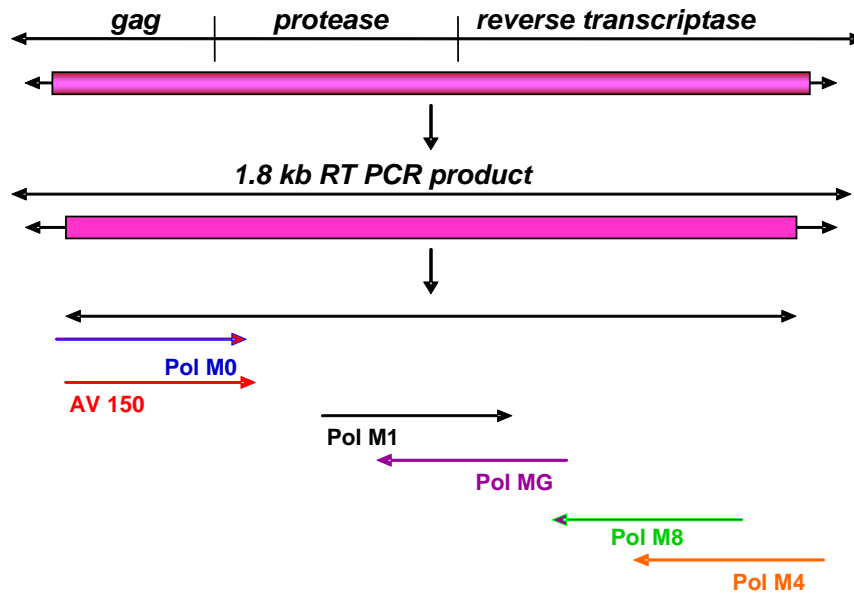 gag protease reverse transcriptase
1.8 kb RT PCR product
Pol M0
AV 150
Pol M1
Pol MG
Pol M8
Pol M4